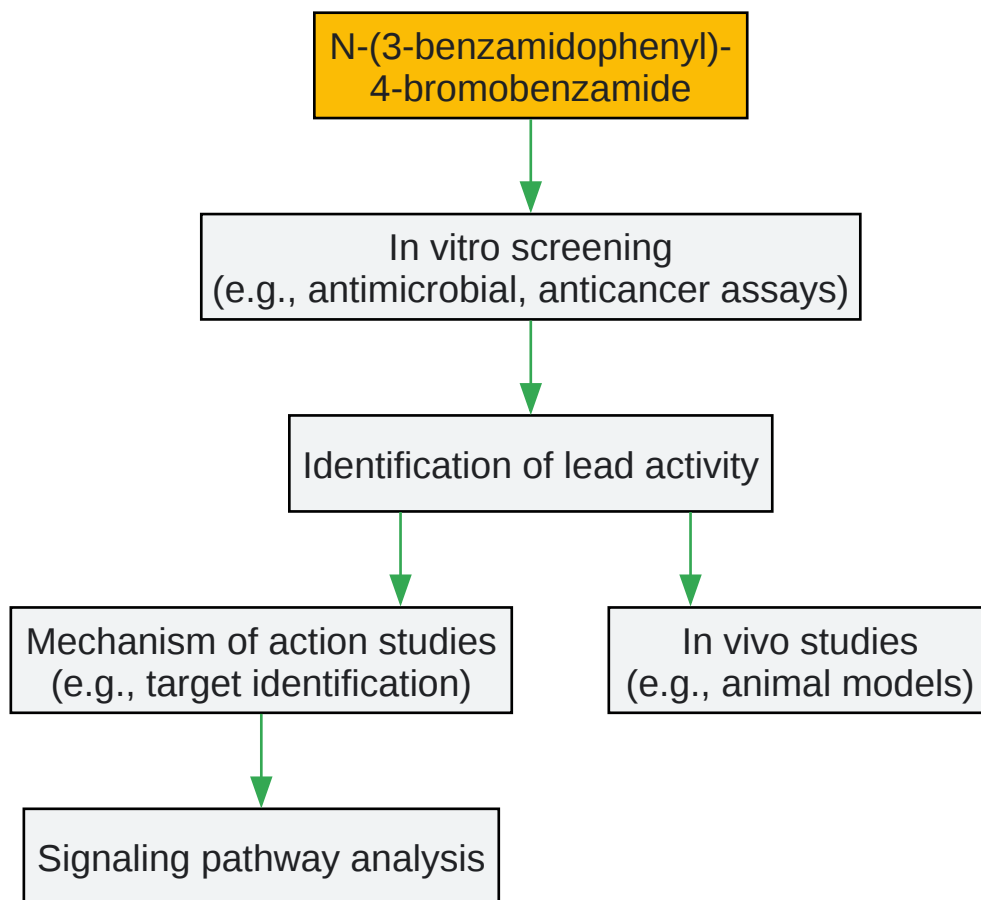 N-(3-benzamidophenyl)-
4-bromobenzamide
In vitro screening
(e.g., antimicrobial, anticancer assays)
Identification of lead activity
Mechanism of action studies
(e.g., target identification)
In vivo studies
(e.g., animal models)
Signaling pathway analysis